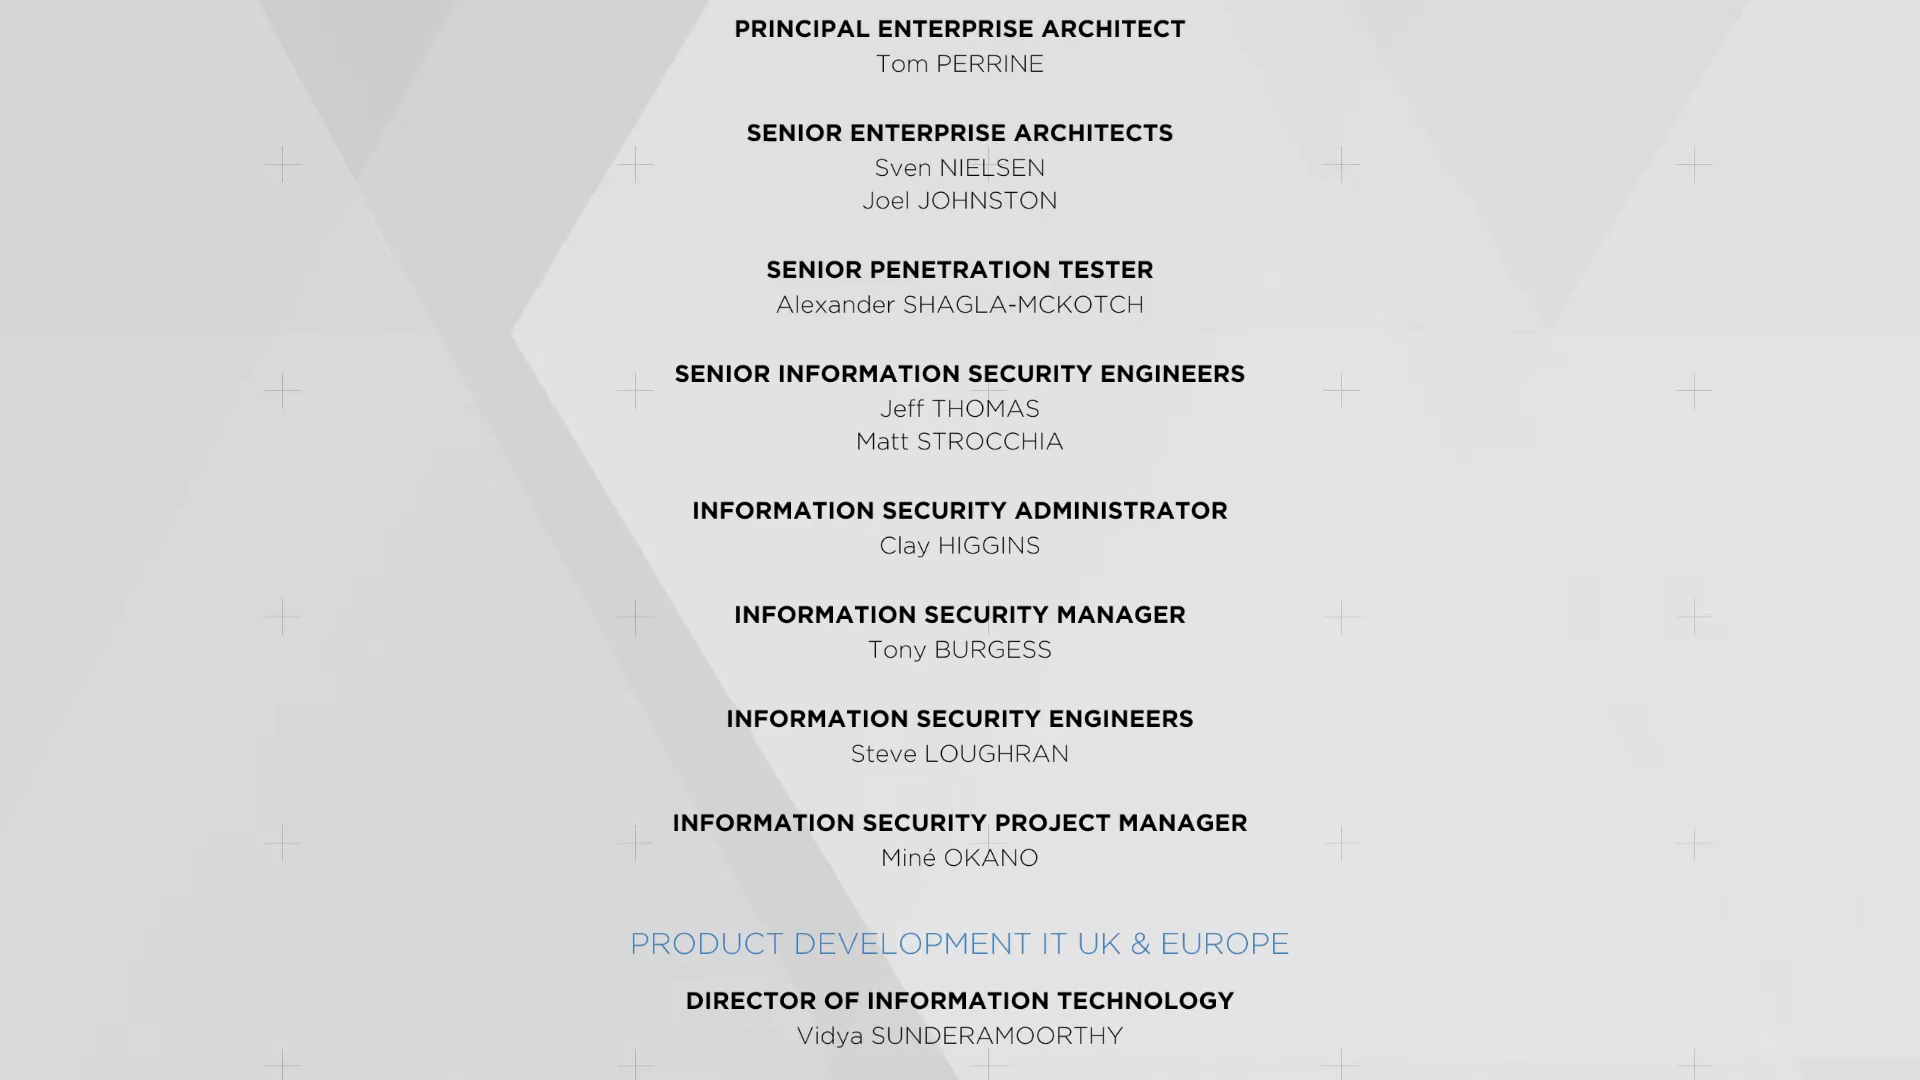 PRINCIPAL ENTERPRISE ARCHITECT
Tom PERRINE
SENIOR ENTERPRISE ARCHITECTS
Sven NIELSEN
Joel JOHNSTON
SENIOR PENETRATION TESTER
Alexander SHAGLA-MCKOTCH
SENIOR INFORMATION SECURITY ENGINEERS
Jeff THOMAS
Matt STROCCHIA
INFORMATION SECURITY ADMINISTRATOR
Clay HIGGINS
INFORMATION SECURITY MANAGER
Tony BURGESS
INFORMATION SECURITY ENGINEERS
Steve LOUGHRAN
INFORMATION SECURITY PROJECT MANAGER
Miné OKANO
PRODUCT DEVELOPMENT IT UK & EUROPE
DIRECTOR OF INFORMATION TECHNOLOGY
Vidya SUNDERAMOORTHY